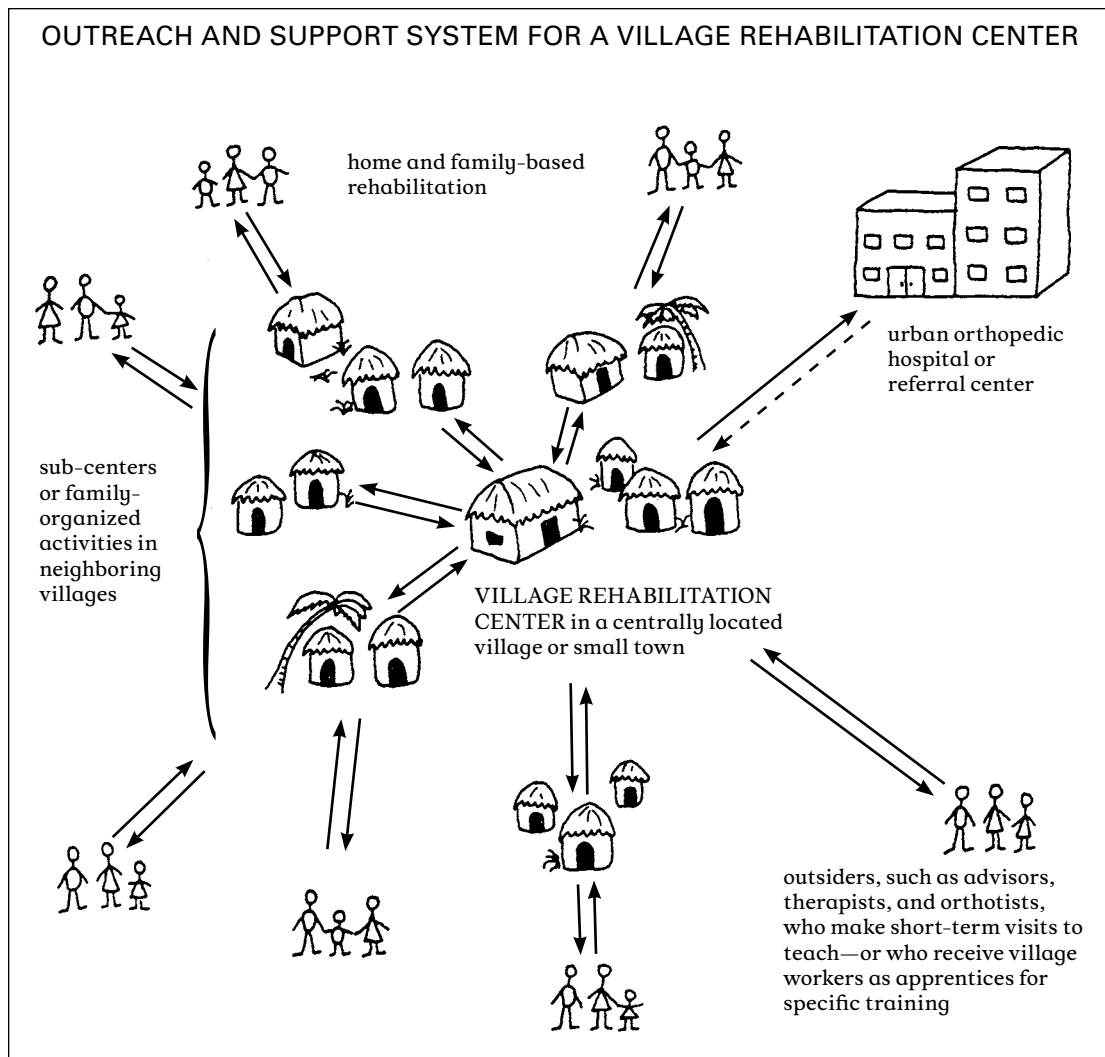 OUTREACH AND SUPPORT SYSTEM FOR A VILLAGE REHABILITATION CENTER
home and family-based
rehabilitation
urban orthopedic
hospital or
referral center
sub-centers
or family-
organized
activities in
neighboring
villages
VILLAGE REHABILITATION
CENTER in a centrally located
village or small town
outsiders, such as advisors,
therapists, and orthotists,
who make short-term visits to
teach—or who receive village
workers as apprentices for
specific training